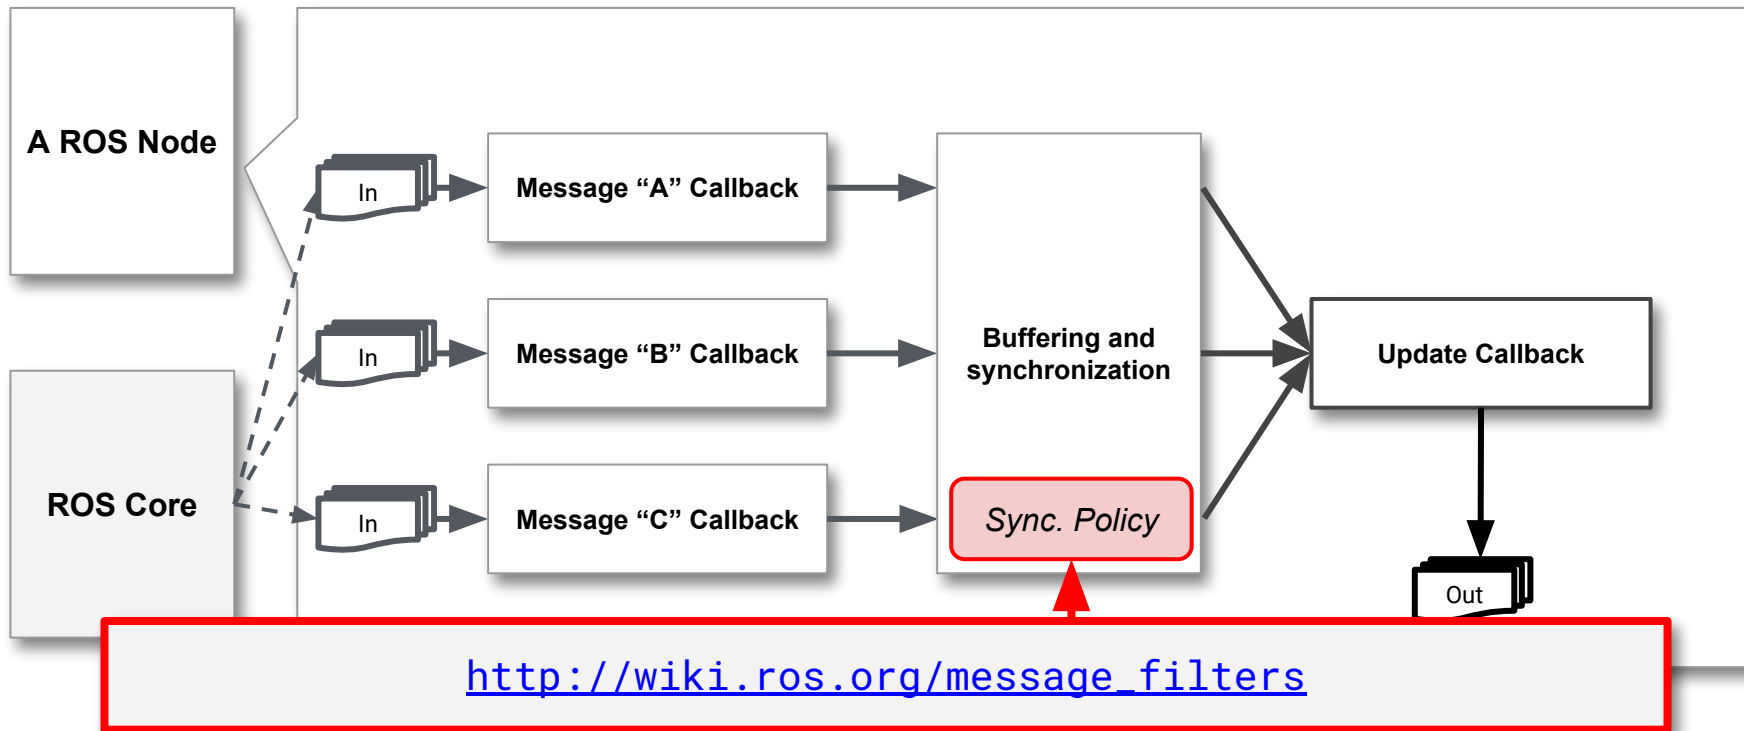 A ROS Node
In
Message “A” Callback
In
Message “B” Callback
Buffering and
synchronization
Update Callback
ROS Core
In
Message “C” Callback
Sync. Policy
Out
http://wiki.ros.org/message_filters